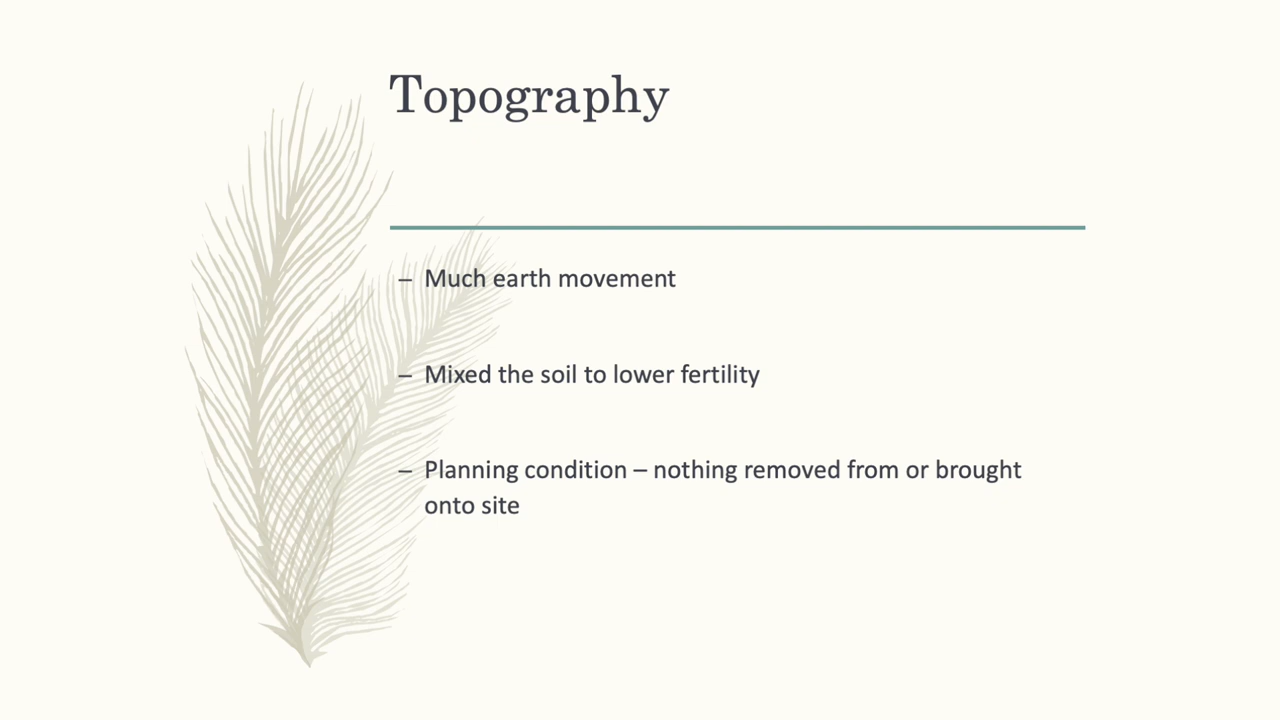 Topography
– Much earth movement
– Mixed the soil to lower fertility
– Planning condition – nothing removed from or brought
onto site